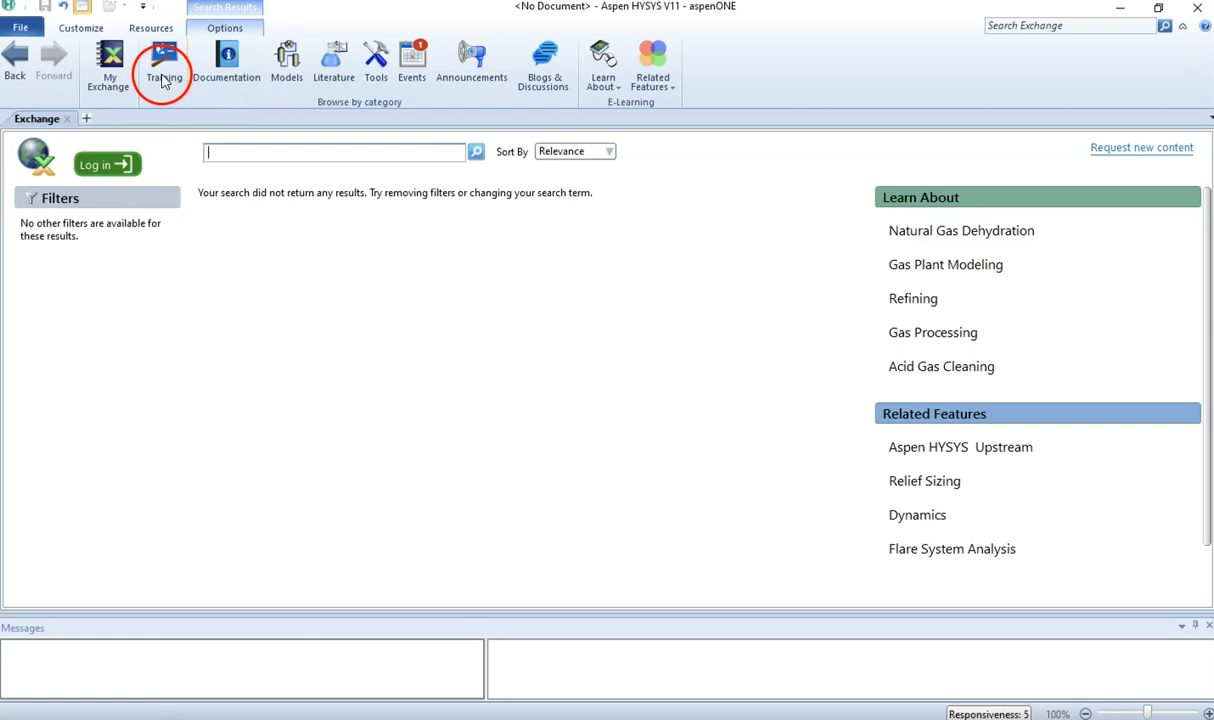 Search Results
<No Document> - Aspen HYSYS V11 - aspenONE
File
Customize
Resources
Options
Search Exchange
Back
Forward
My Exchange
Training
Documentation
Models
Literature
Tools
1
Events
Announcements
Blogs & Discussions
Learn About
Related Features
Browse by category
E-Learning
Exchange
Log in
Sort By
Relevance
Request new content
Filters
No other filters are available for
these results.
Your search did not return any results. Try removing filters or changing your search term.
Learn About
Natural Gas Dehydration
Gas Plant Modeling
Refining
Gas Processing
Acid Gas Cleaning
Related Features
Aspen HYSYS Upstream
Relief Sizing
Dynamics
Flare System Analysis
Messages
Responsiveness: 5
100%